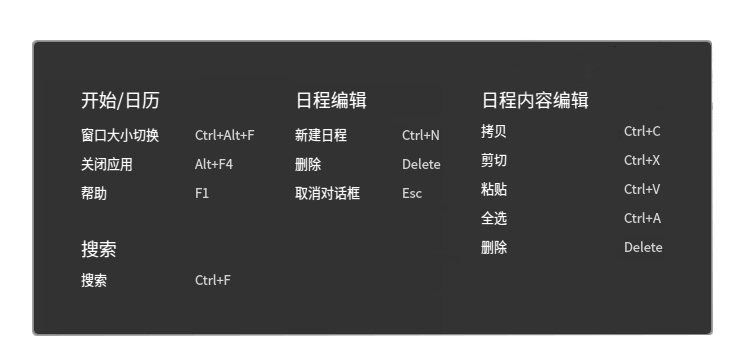 开始/日历
窗口大小切换 Ctrl+Alt+F
关闭应用 Alt+F4
帮助 F1
搜索
搜索 Ctrl+F
日程编辑
新建日程 Ctrl+N
删除 Delete
取消对话框 Esc
日程内容编辑
拷贝 Ctrl+C
剪切 Ctrl+X
粘贴 Ctrl+V
全选 Ctrl+A
删除 Delete